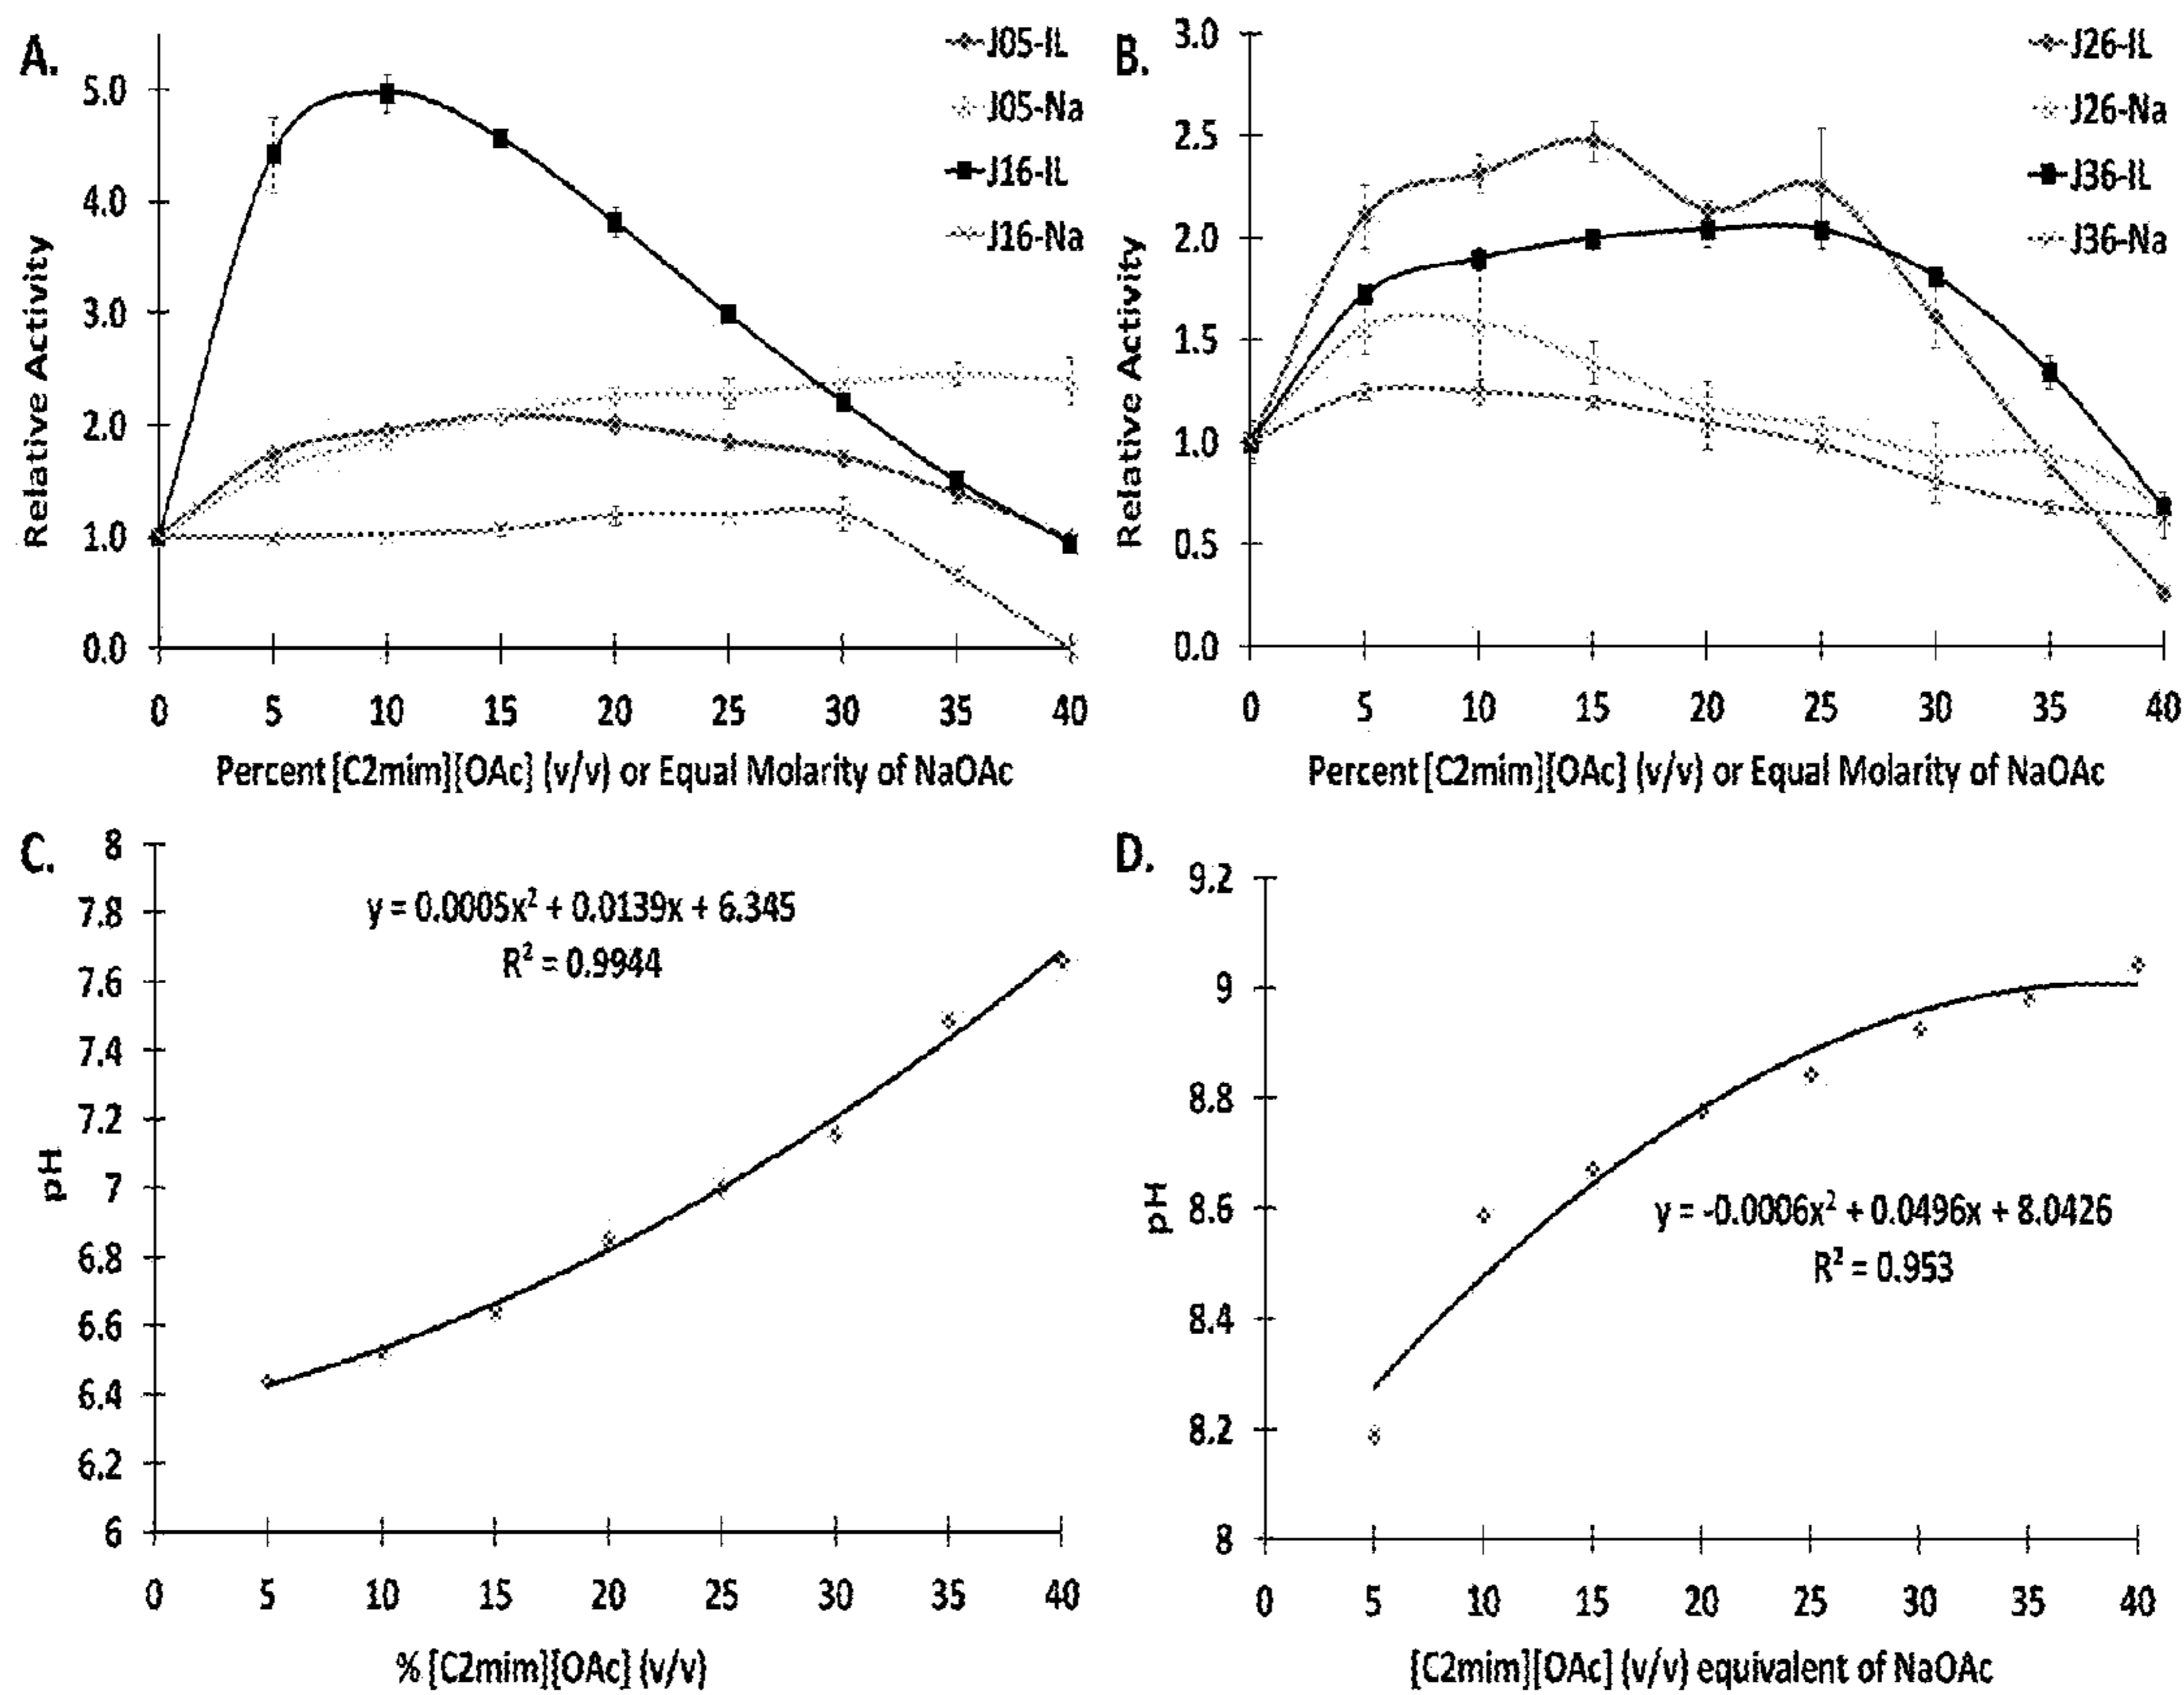 A.
5.0
4.0
3.0
2.0
1.0
0.0
Relative Activity
J05-IL
J05-Na
J16-IL
J16-Na
0 5 10 15 20 25 30 35 40
Percent [C2mim][OAc] (v/v) or Equal Molarity of NaOAc
B.
3.0
2.5
2.0
1.5
1.0
0.5
0.0
Relative Activity
J26-IL
J26-Na
J36-IL
J36-Na
0 5 10 15 20 25 30 35 40
Percent [C2mim][OAc] (v/v) or Equal Molarity of NaOAc
C.
8
7.8
7.6
7.4
7.2
7
6.8
6.6
6.4
6.2
6
pH
y = 0.0005x² + 0.0139x + 6.345
R² = 0.9944
0 5 10 15 20 25 30 35 40
% [C2mim][OAc] (v/v)
D.
9.2
9
8.8
8.6
8.4
8.2
8
pH
y = -0.0006x² + 0.0496x + 8.0426
R² = 0.953
0 5 10 15 20 25 30 35 40
[C2mim][OAc] (v/v) equivalent of NaOAc